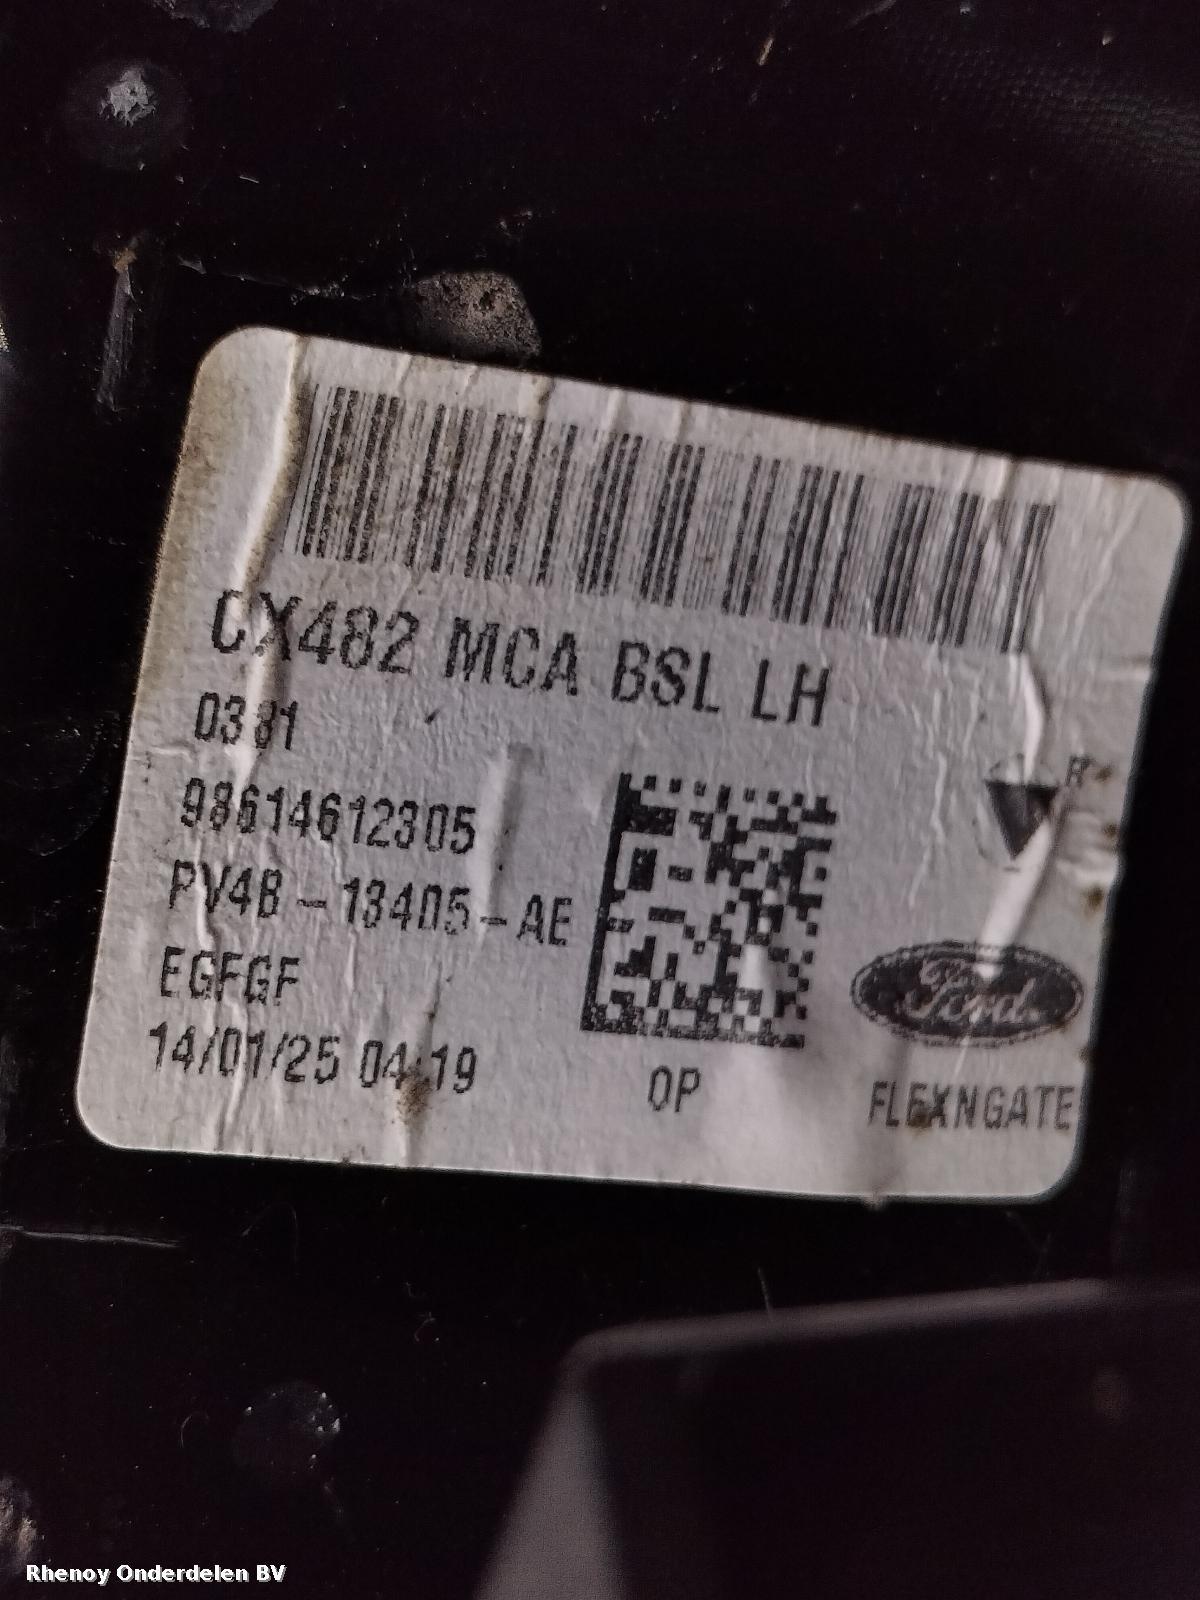 CX482 MCA BSL LH
0381
98614612305
PV4B-13405-AE
EGFGF
14/01/25 04:19
OP
Ford
FLEXNGATE
Rhenoy Onderdelen BV